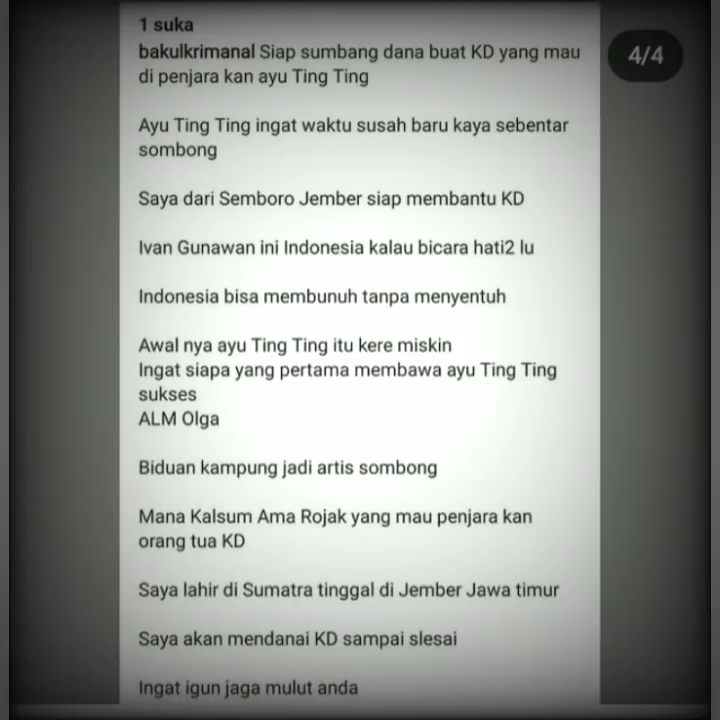 1 suka
bakulkrimanal Siap sumbang dana buat KD yang mau
di penjara kan ayu Ting Ting
Ayu Ting Ting ingat waktu susah baru kaya sebentar
sombong
Saya dari Semboro Jember siap membantu KD
Ivan Gunawan ini Indonesia kalau bicara hati2 lu
Indonesia bisa membunuh tanpa menyentuh
Awal nya ayu Ting Ting itu kere miskin
Ingat siapa yang pertama membawa ayu Ting Ting
sukses
ALM Olga
Biduan kampung jadi artis sombong
Mana Kalsum Ama Rojak yang mau penjara kan
orang tua KD
Saya lahir di Sumatra tinggal di Jember Jawa timur
Saya akan mendanai KD sampai slesai
Ingat igun jaga mulut anda
4/4